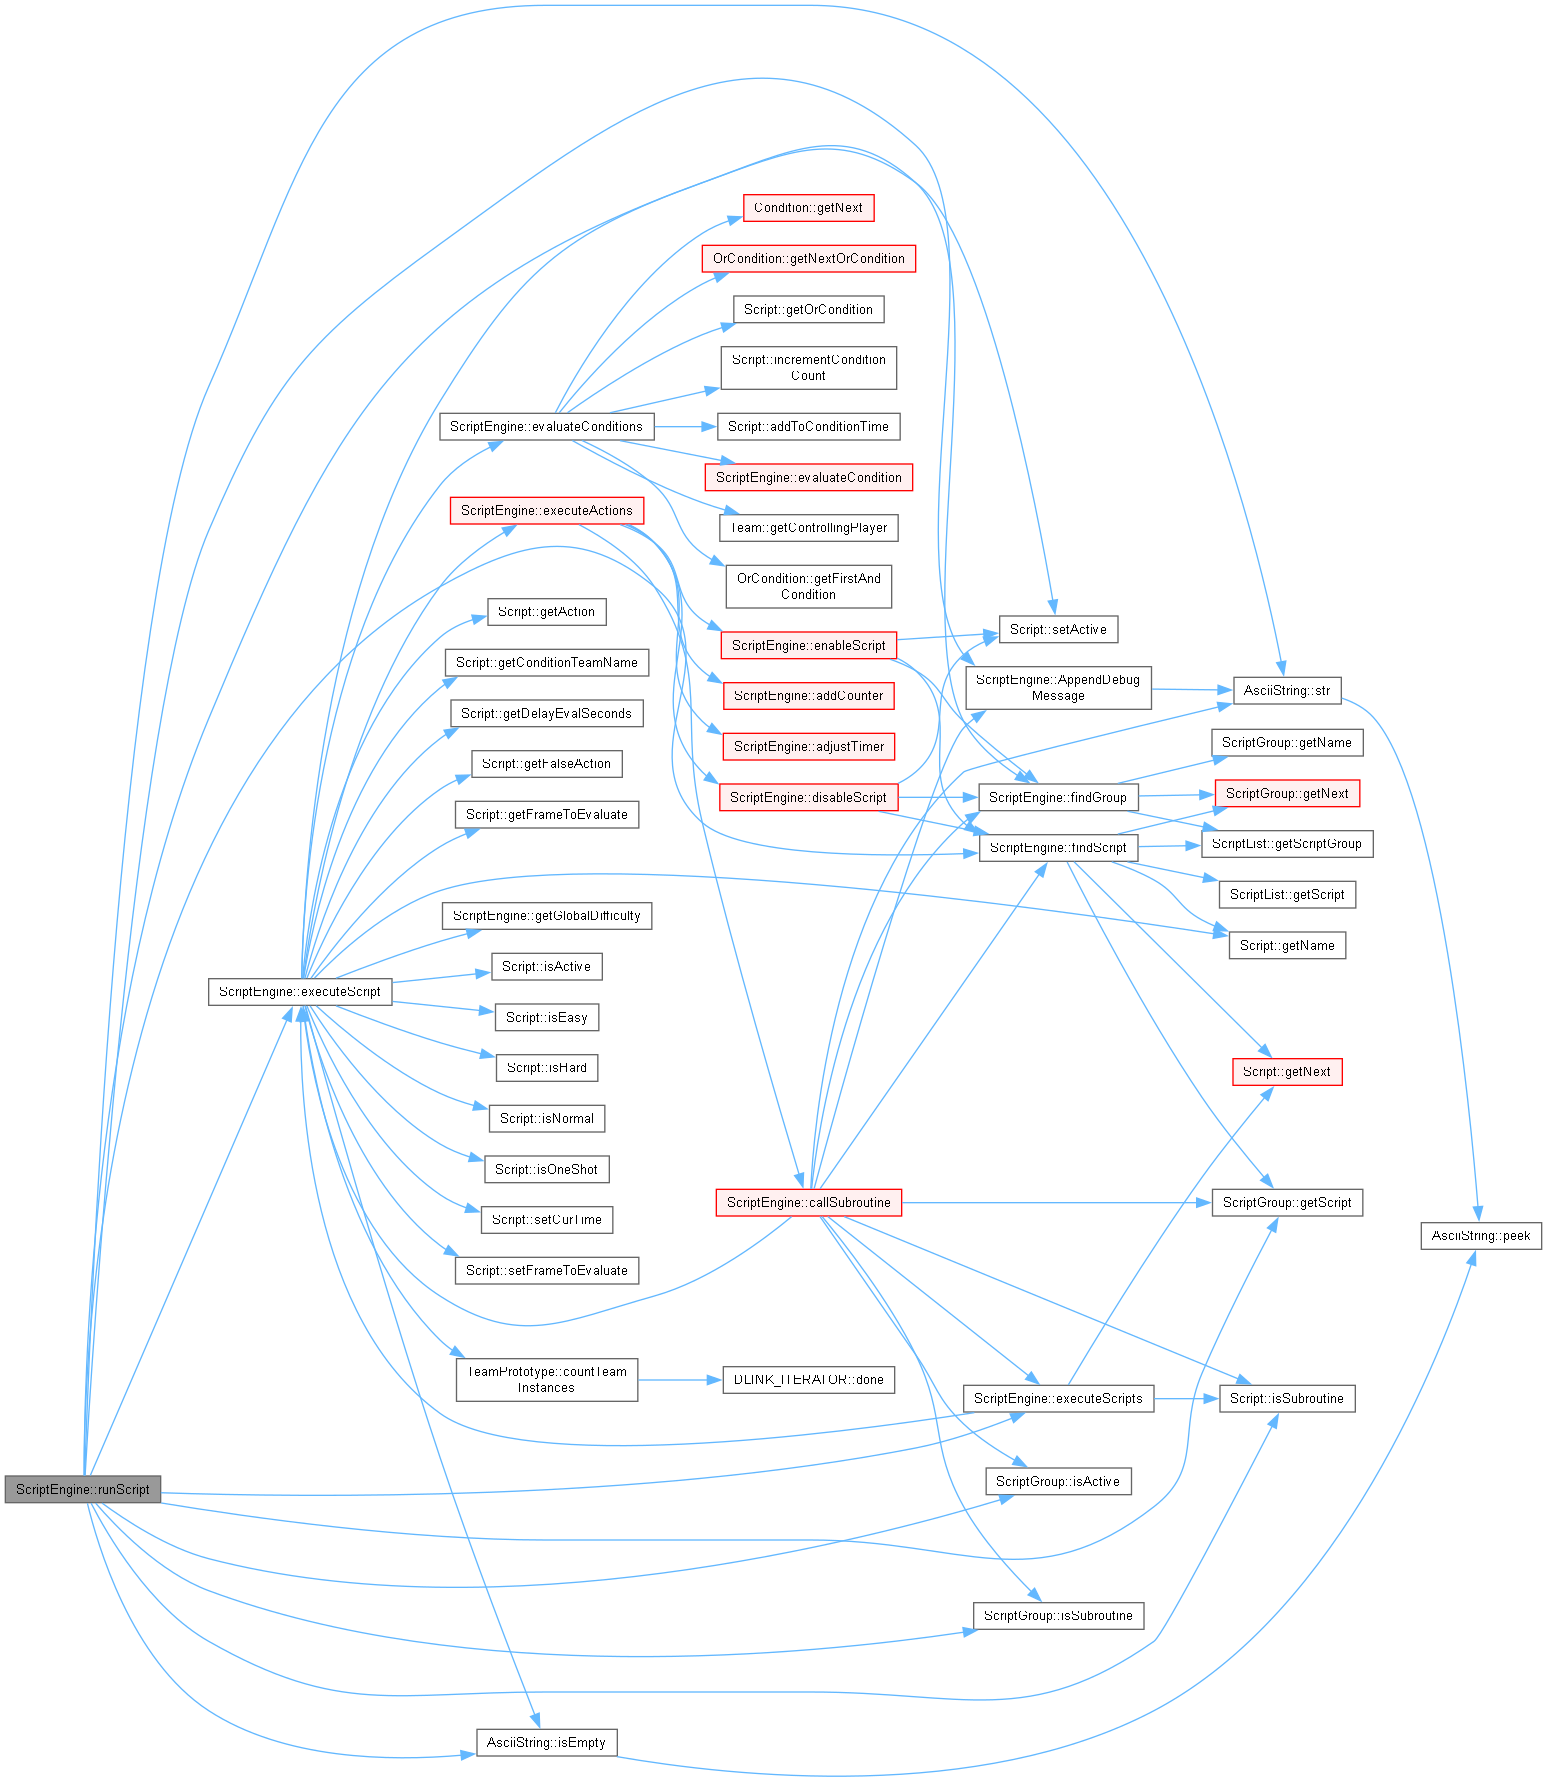 Condition::getNext
OrCondition::getNextOrCondition
Script::getOrCondition
Script::incrementCondition
Count
ScriptEngine::evaluateConditions
Script::addToConditionTime
ScriptEngine::evaluateCondition
ScriptEngine::executeActions
Team::getControllingPlayer
OrCondition::getFirstAnd
Condition
Script::getAction
Script::setActive
ScriptEngine::enableScript
Script::getConditionTeamName
ScriptEngine::AppendDebug
Message
AsciiString::str
ScriptEngine::addCounter
Script::getDelayEvalSeconds
ScriptEngine::adjustTimer
ScriptGroup::getName
Script::getFalseAction
ScriptEngine::disableScript
ScriptEngine::findGroup
ScriptGroup::getNext
Script::getFrameToEvaluate
ScriptEngine::findScript
ScriptList::getScriptGroup
ScriptList::getScript
ScriptEngine::getGlobalDifficulty
Script::getName
Script::isActive
ScriptEngine::executeScript
Script::isEasy
Script::isHard
Script::getNext
Script::isNormal
Script::isOneShot
ScriptEngine::callSubroutine
ScriptGroup::getScript
Script::setCurTime
AsciiString::peek
Script::setFrameToEvaluate
TeamPrototype::countTeam
Instances
DLINK_ITERATOR::done
ScriptEngine::executeScripts
Script::isSubroutine
ScriptEngine::runScript
ScriptGroup::isActive
ScriptGroup::isSubroutine
AsciiString::isEmpty